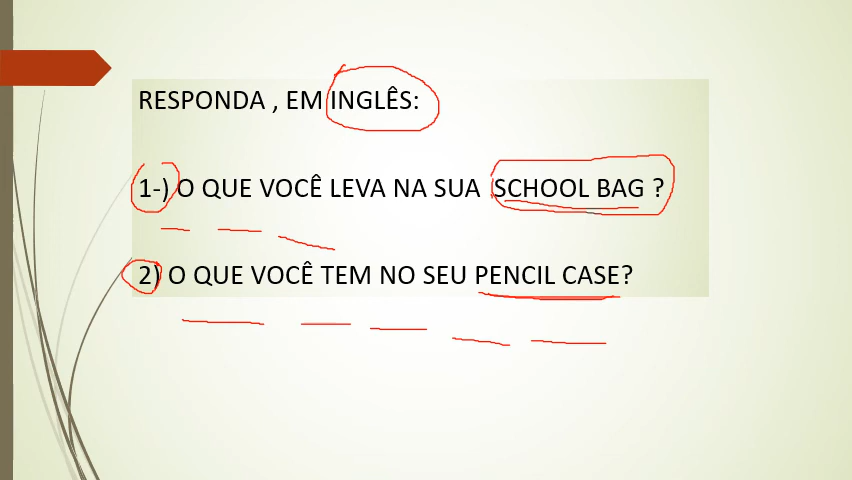 RESPONDA , EM INGLÊS:
1-) O QUE VOCÊ LEVA NA SUA SCHOOL BAG ?
2) O QUE VOCÊ TEM NO SEU PENCIL CASE?